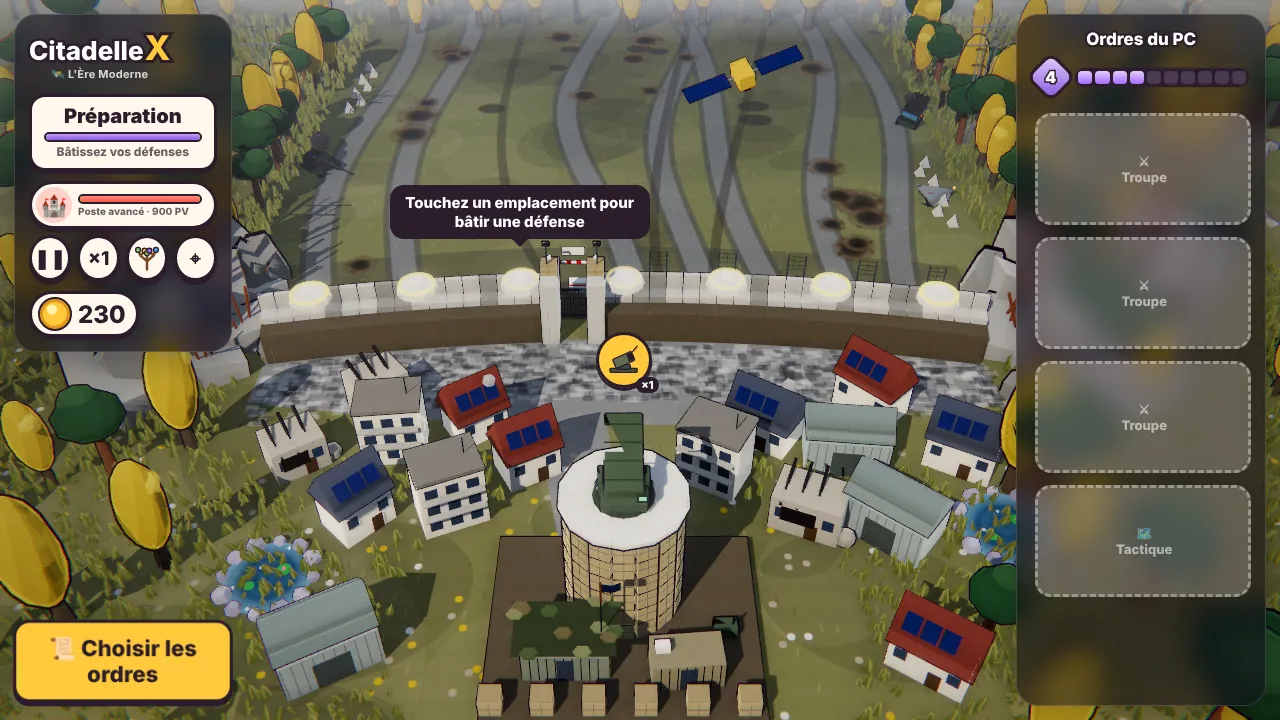 CitadelleX
L'Ère Moderne
Préparation
Bâtissez vos défenses
Poste avancé · 900 PV
×1
230
Choisir les
ordres
Touchez un emplacement pour
bâtir une défense
×1
Ordres du PC
4
Troupe
Troupe
Troupe
Tactique